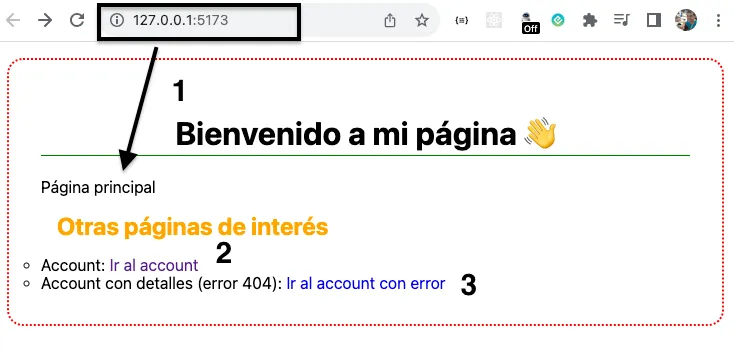 127.0.0.1:5173
Off
1
Bienvenido a mi página 👋
Página principal
Otras páginas de interés
2
Account: Ir al account
Account con detalles (error 404): Ir al account con error
3